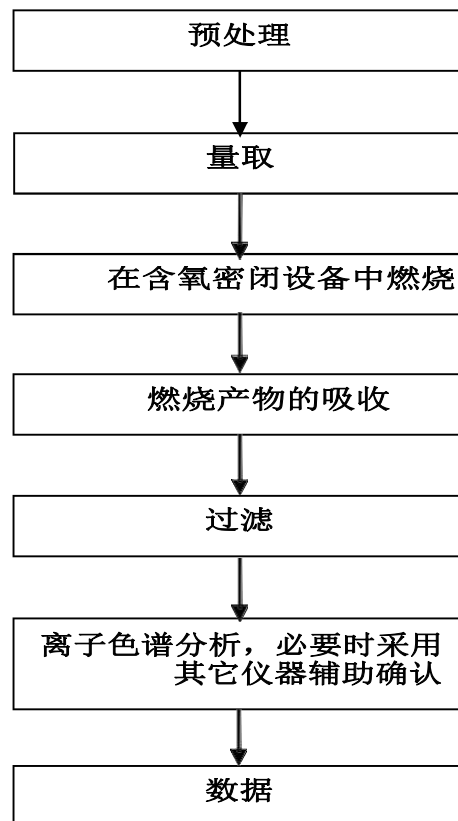 预处理
量取
在含氧密闭设备中燃烧
燃烧产物的吸收
过滤
离子色谱分析，必要时采用
其它仪器辅助确认
数据